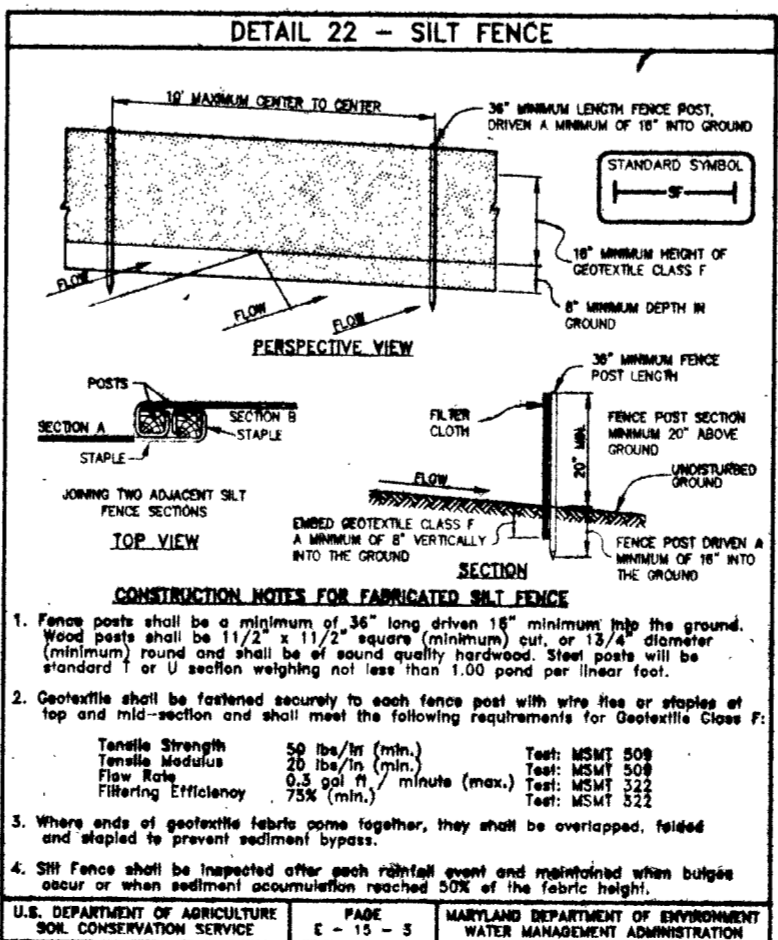 DETAIL 22 – SILT FENCE
10' MAXIMUM CENTER TO CENTER
36" MINIMUM LENGTH FENCE POST,
DRIVEN A MINIMUM OF 16" INTO GROUND
STANDARD SYMBOL
SF
16" MINIMUM HEIGHT OF
GEOTEXTILE CLASS F
8" MINIMUM DEPTH IN
GROUND
FLOW
FLOW
FLOW
PERSPECTIVE VIEW
POSTS
SECTION A
SECTION B
STAPLE
STAPLE
JOINING TWO ADJACENT SILT
FENCE SECTIONS
TOP VIEW
36" MINIMUM FENCE
POST LENGTH
FILTER
CLOTH
20" MIN.
FENCE POST SECTION
MINIMUM 20" ABOVE
GROUND
UNDISTURBED
GROUND
FLOW
EMBED GEOTEXTILE CLASS F
A MINIMUM OF 8" VERTICALLY
INTO THE GROUND
FENCE POST DRIVEN A
MINIMUM OF 16" INTO
THE GROUND
SECTION
CONSTRUCTION NOTES FOR FABRICATED SILT FENCE
1. Fence posts shall be a minimum of 36" long driven 16" minimum into the ground.
Wood posts shall be 11/2" x 11/2" square (minimum) cut, or 13/4" diameter
(minimum) round and shall be of sound quality hardwood. Steel posts will be
standard T or U section weighing not less than 1.00 pond per linear foot.
2. Geotextile shall be fastened securely to each fence post with wire ties or staples at
top and mid-section and shall meet the following requirements for Geotextile Class F:
Tensile Strength 50 lbs/in (min.) Test: MSMT 509
Tensile Modulus 20 lbs/in (min.) Test: MSMT 509
Flow Rate 0.3 gal ft / minute (max.) Test: MSMT 322
Filtering Efficiency 75% (min.) Test: MSMT 322
3. Where ends of geotextile fabric come together, they shall be overlapped, folded
and stapled to prevent sediment bypass.
4. Silt Fence shall be inspected after each rainfall event and maintained when bulges
occur or when sediment accumulation reached 50% of the fabric height.
U.S. DEPARTMENT OF AGRICULTURE
SOIL CONSERVATION SERVICE
PAGE
E - 15 - 3
MARYLAND DEPARTMENT OF ENVIRONMENT
WATER MANAGEMENT ADMINISTRATION